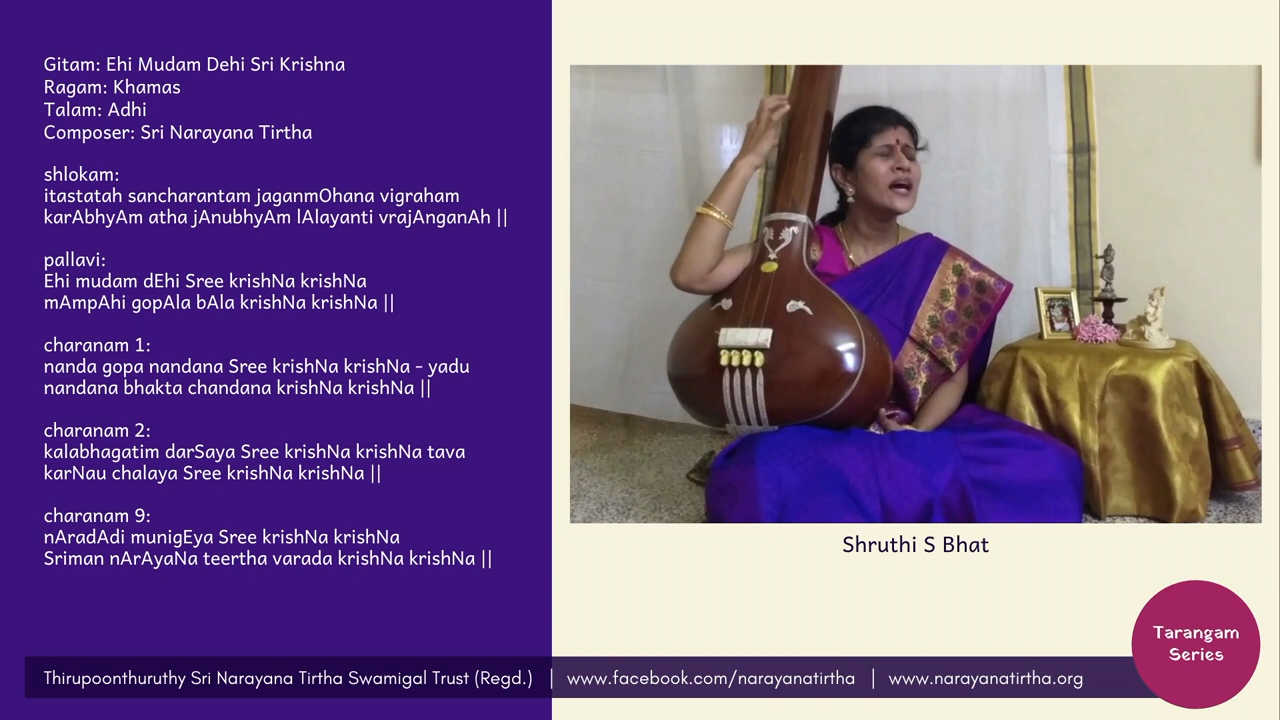 Gitam: Ehi Mudam Dehi Sri Krishna
Ragam: Khamas
Talam: Adhi
Composer: Sri Narayana Tirtha
shlokam:
itastatah sancharantam jaganmOhana vigraham
karAbhyAm atha jAnubhyAm lAlayanti vrajAnganAh ||
pallavi:
Ehi mudam dEhi Sree krishNa krishNa
mAmpAhi gopAla bAla krishNa krishNa ||
charanam 1:
nanda gopa nandana Sree krishNa krishNa - yadu
nandana bhakta chandana krishNa krishNa ||
charanam 2:
kalabhagatim darSaya Sree krishNa krishNa tava
karNau chalaya Sree krishNa krishNa ||
charanam 9:
nAradAdi munigEya Sree krishNa krishNa
Sriman nArAyaNa teertha varada krishNa krishNa ||
Shruthi S Bhat
Tarangam
Series
Thirupoonthuruthy Sri Narayana Tirtha Swamigal Trust (Regd.) | www.facebook.com/narayanatirtha | www.narayanatirtha.org